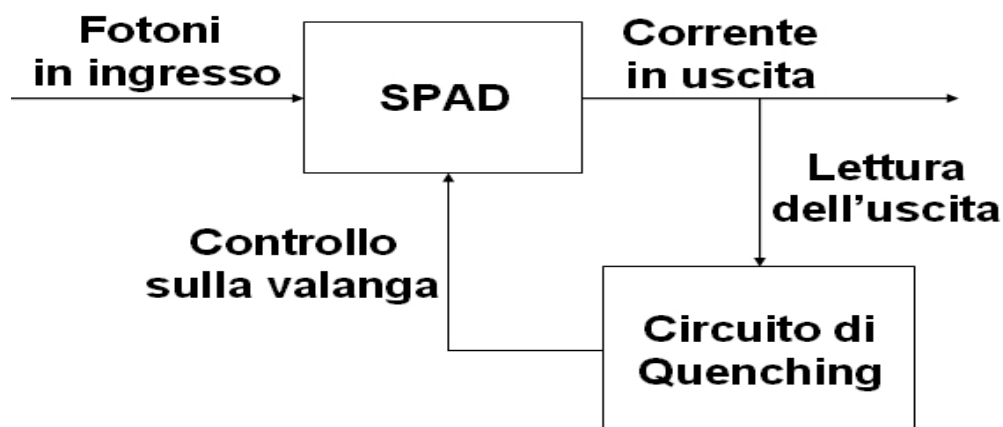 Fotoni
in ingresso
SPAD
Corrente
in uscita
Lettura
dell'uscita
Controllo
sulla valanga
Circuito di
Quenching